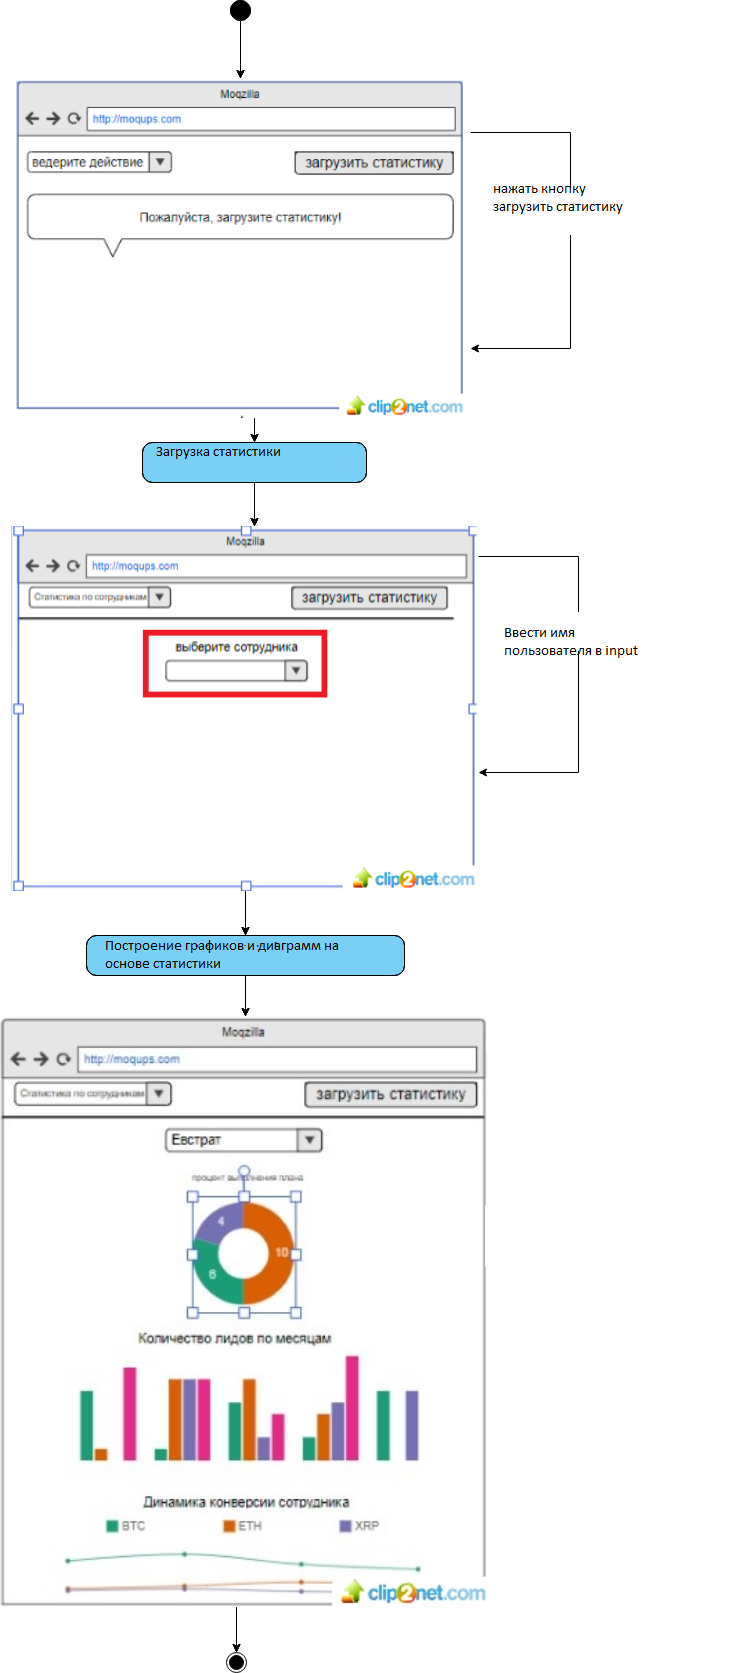 Moqzilla
http://moqups.com
ведерите действие
загрузить статистику
Пожалуйста, загрузите статистику!
нажать кнопку
загрузить статистику
clip2net.com
Загрузка статистики
Moqzilla
http://moqups.com
Статистика по сотрудникам
загрузить статистику
выберите сотрудника
Ввести имя
пользователя в input
clip2net.com
Построение графиков и диаграмм на
основе статистики
Moqzilla
http://moqups.com
Статистика по сотрудникам
загрузить статистику
Евстрат
процент выполнения плана
4
10
6
Количество лидов по месяцам
Динамика конверсии сотрудника
BTC
ETH
XRP
clip2net.com